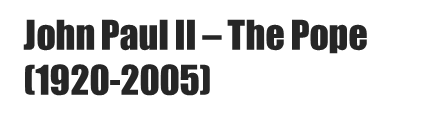 John Paul II – The Pope
(1920-2005)